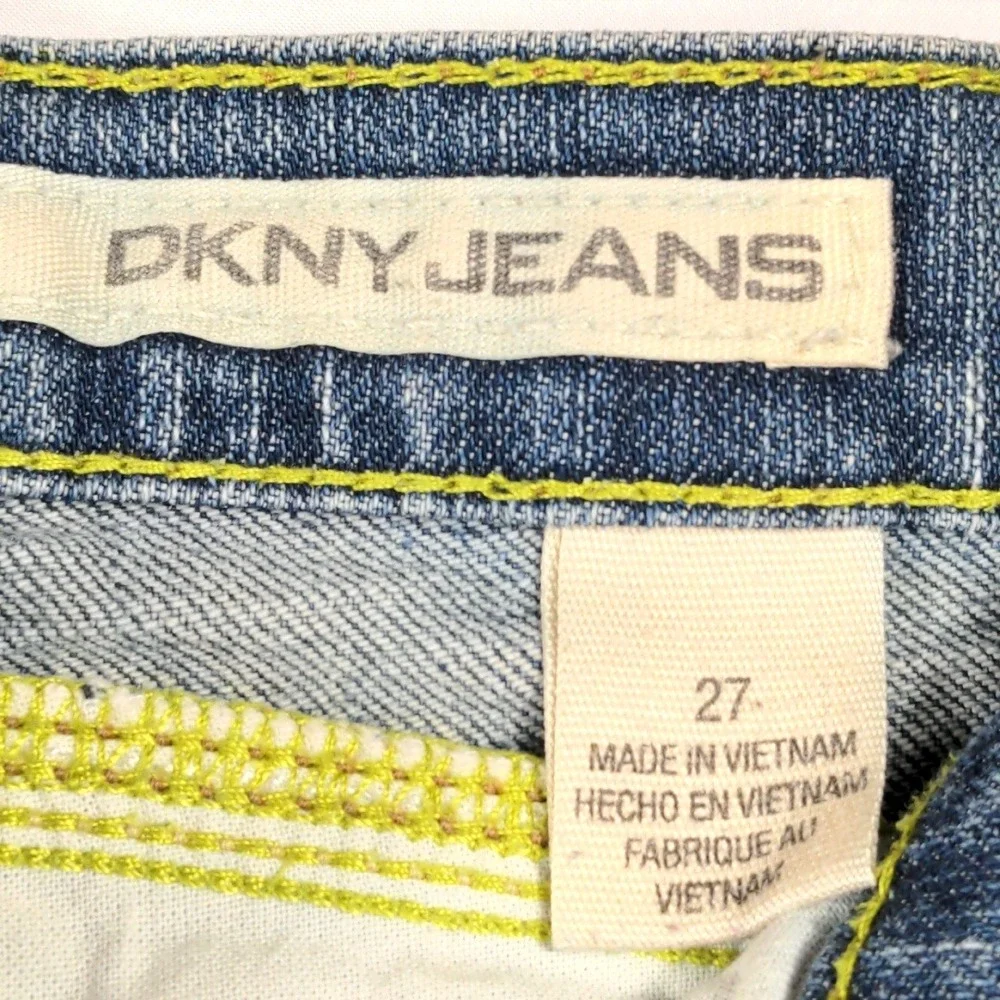 DKNY JEANS
27
MADE IN VIETNAM
HECHO EN VIETNAM
FABRIQUE AU
VIETNAM